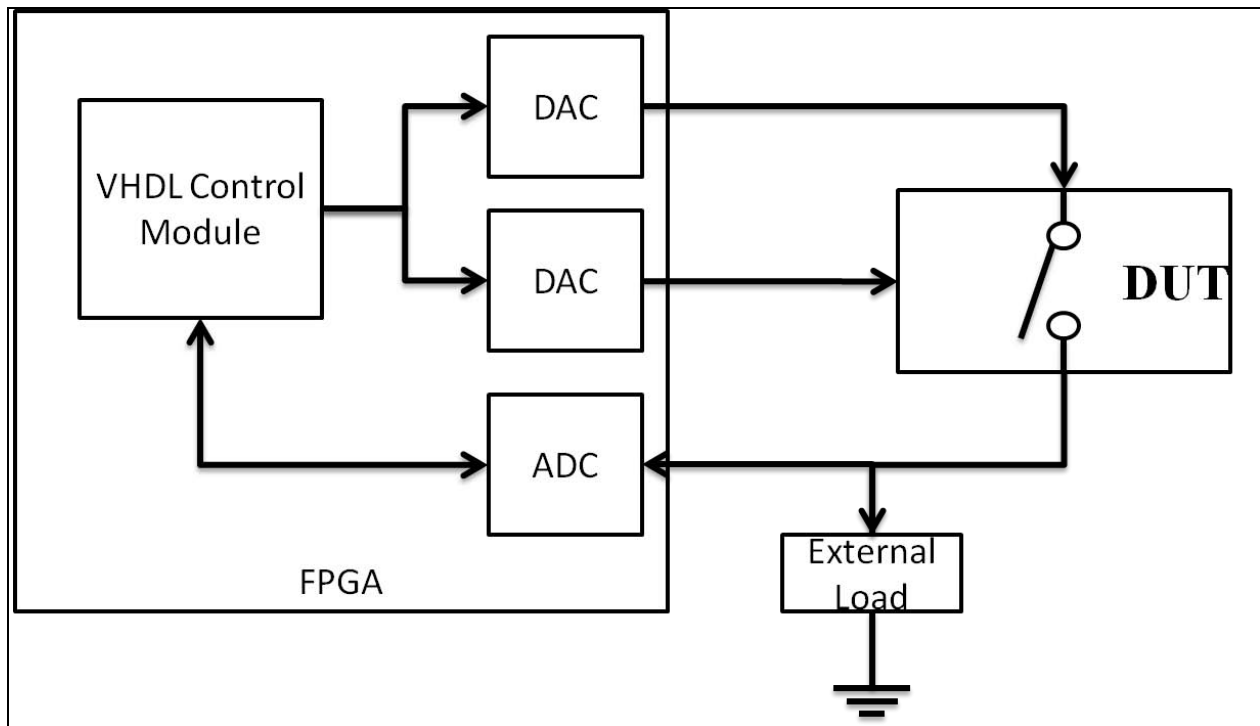 DAC
VHDL Control
Module
DAC
DUT
ADC
External
Load
FPGA